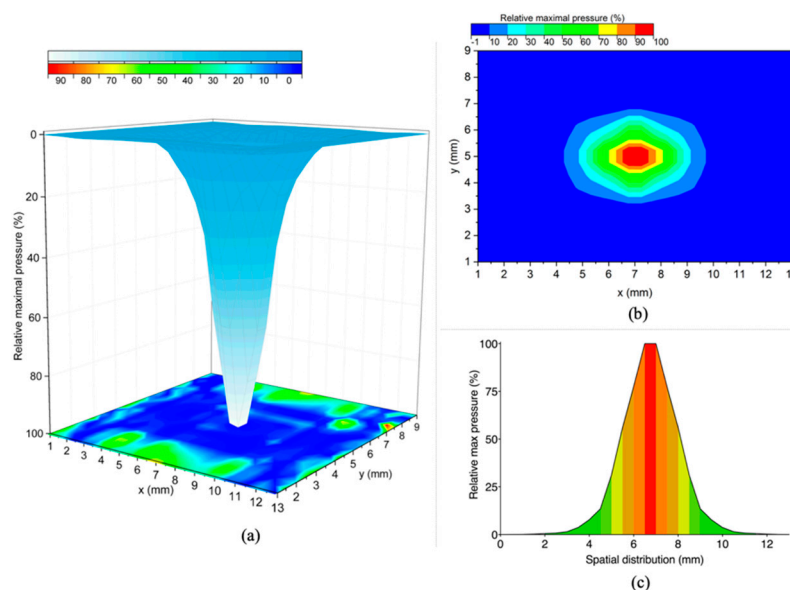 90 80 70 60 50 40 30 20 10 0
0
20
40
60
80
100
Relative maximal pressure (%)
1 2 3 4 5 6 7 8 9 10 11 12 13
x (mm)
2 3 4 5 6 7 8 9
y (mm)
(a)
Relative maximal pressure (%)
-1 10 20 30 40 50 60 70 80 90 100
9
8
7
6
5
4
3
2
1
y (mm)
1 2 3 4 5 6 7 8 9 10 11 12 13
x (mm)
(b)
100
75
50
25
0
Relative max pressure (%)
0 2 4 6 8 10 12
Spatial distribution (mm)
(c)